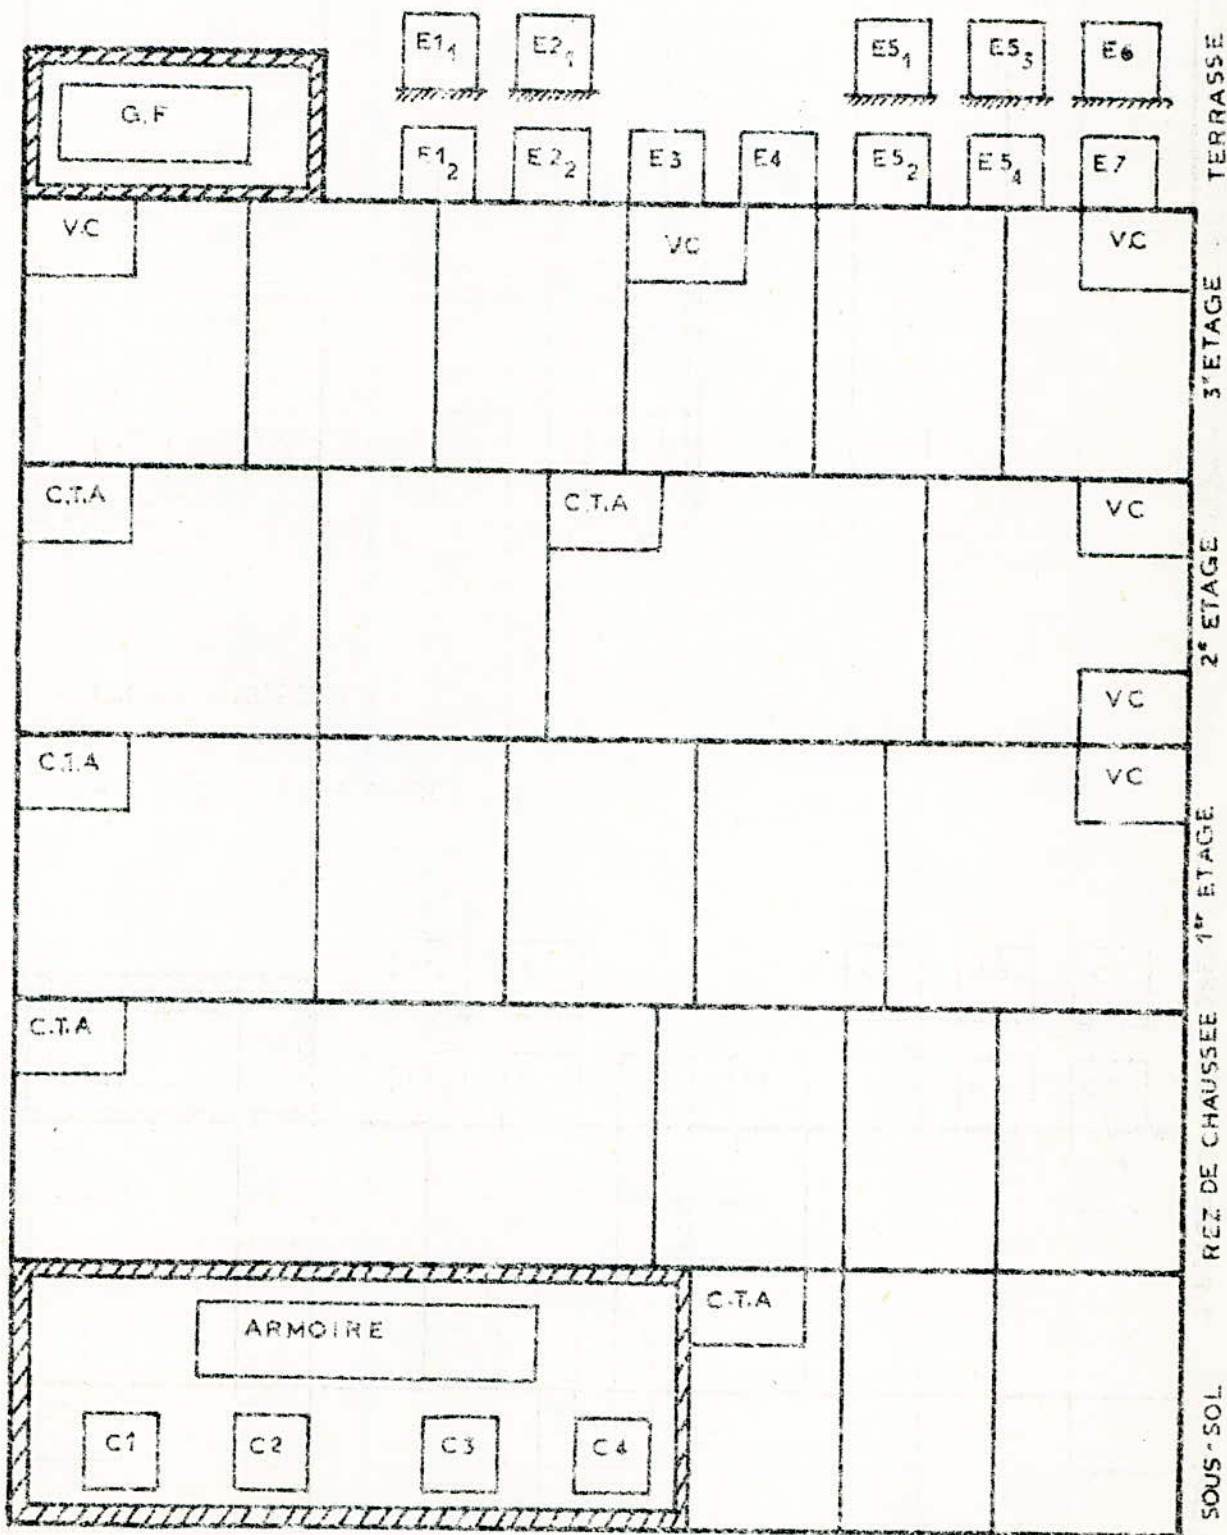 E1₁ E2₁ E5₁ E5₃ E6
G.F
E1₂ E2₂ E3 E4 E5₂ E5₄ E7
TERRASSE
V.C VC V.C
3ᵉ ETAGE
C.T.A C.T.A VC
VC
2ᵉ ETAGE
C.T.A VC
1ᵉʳ ETAGE
C.T.A
REZ DE CHAUSSEE
C.T.A
ARMOIRE
C1 C2 C3 C4
SOUS-SOL